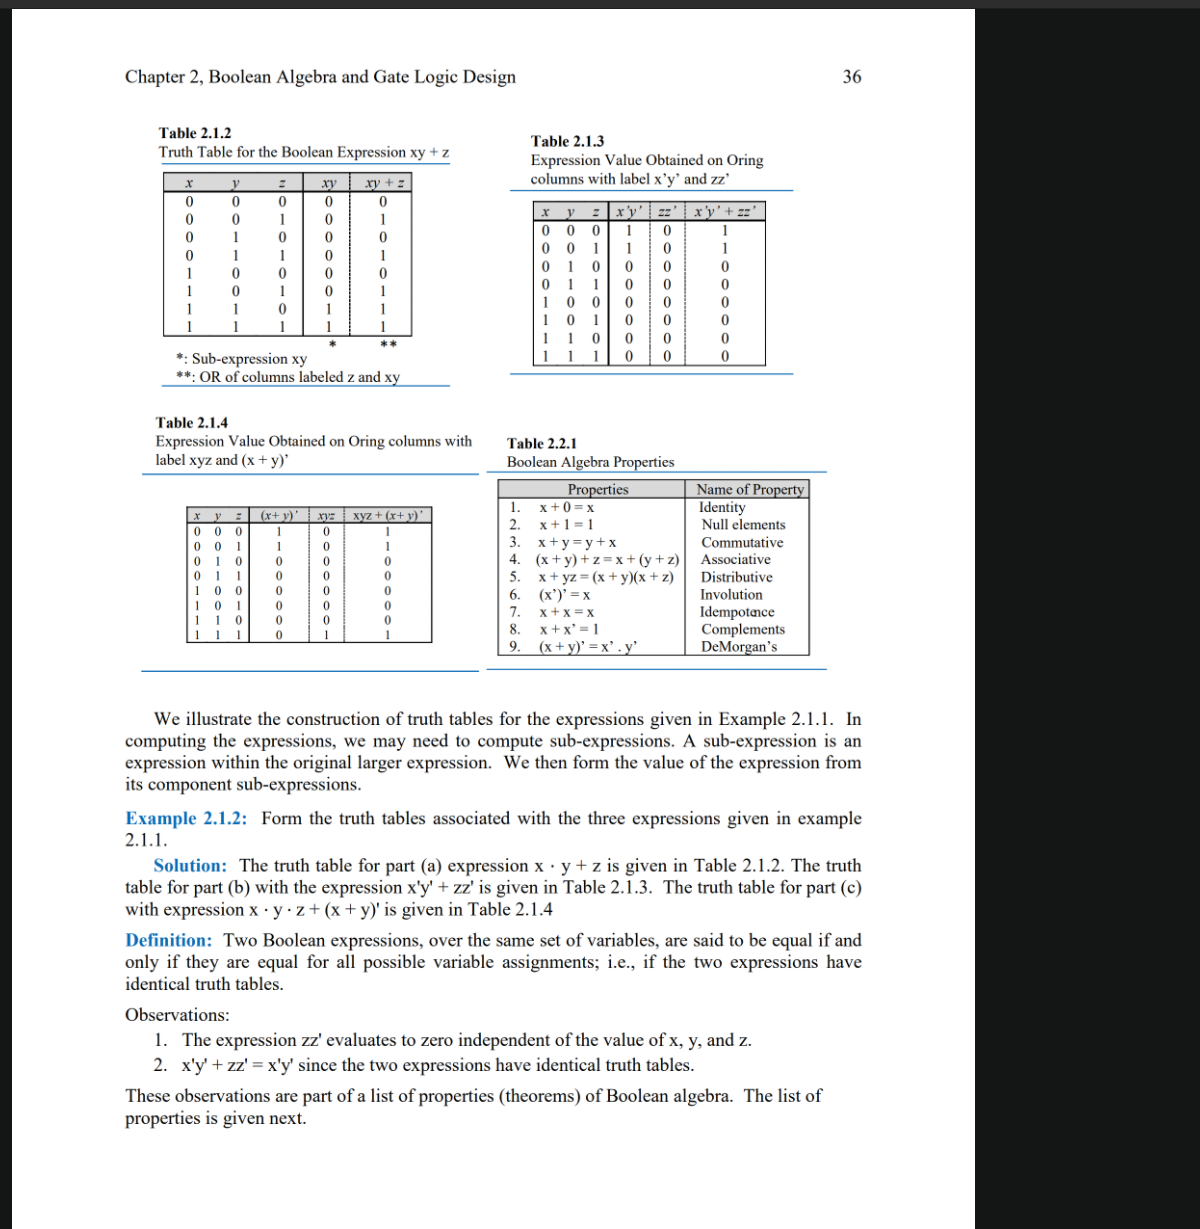 Chapter 2, Boolean Algebra and Gate Logic Design 36
Table 2.1.2
Truth Table for the Boolean Expression xy + z
x y z xy xy + z
0 0 0 0 0
0 0 1 0 1
0 1 0 0 0
0 1 1 0 1
1 0 0 0 0
1 0 1 0 1
1 1 0 1 1
1 1 1 1 1
* **
*: Sub-expression xy
**: OR of columns labeled z and xy
Table 2.1.3
Expression Value Obtained on Oring
columns with label x’y’ and zz’
x y z x'y' zz' x'y' + zz'
0 0 0 1 0 1
0 0 1 1 0 1
0 1 0 0 0 0
0 1 1 0 0 0
1 0 0 0 0 0
1 0 1 0 0 0
1 1 0 0 0 0
1 1 1 0 0 0
Table 2.1.4
Expression Value Obtained on Oring columns with
label xyz and (x + y)’
x y z (x+ y)' xyz xyz + (x+ y)'
0 0 0 1 0 1
0 0 1 1 0 1
0 1 0 0 0 0
0 1 1 0 0 0
1 0 0 0 0 0
1 0 1 0 0 0
1 1 0 0 0 0
1 1 1 0 1 1
Table 2.2.1
Boolean Algebra Properties
Properties Name of Property
1. x + 0 = x Identity
2. x + 1 = 1 Null elements
3. x + y = y + x Commutative
4. (x + y) + z = x + (y + z) Associative
5. x + yz = (x + y)(x + z) Distributive
6. (x’)’ = x Involution
7. x + x = x Idempotance
8. x + x’ = 1 Complements
9. (x + y)’ = x’ . y’ DeMorgan’s
We illustrate the construction of truth tables for the expressions given in Example 2.1.1. In
computing the expressions, we may need to compute sub-expressions. A sub-expression is an
expression within the original larger expression. We then form the value of the expression from
its component sub-expressions.
Example 2.1.2: Form the truth tables associated with the three expressions given in example
2.1.1.
Solution: The truth table for part (a) expression x · y + z is given in Table 2.1.2. The truth
table for part (b) with the expression x'y' + zz' is given in Table 2.1.3. The truth table for part (c)
with expression x · y · z + (x + y)' is given in Table 2.1.4
Definition: Two Boolean expressions, over the same set of variables, are said to be equal if and
only if they are equal for all possible variable assignments; i.e., if the two expressions have
identical truth tables.
Observations:
1. The expression zz' evaluates to zero independent of the value of x, y, and z.
2. x'y' + zz' = x'y' since the two expressions have identical truth tables.
These observations are part of a list of properties (theorems) of Boolean algebra. The list of
properties is given next.